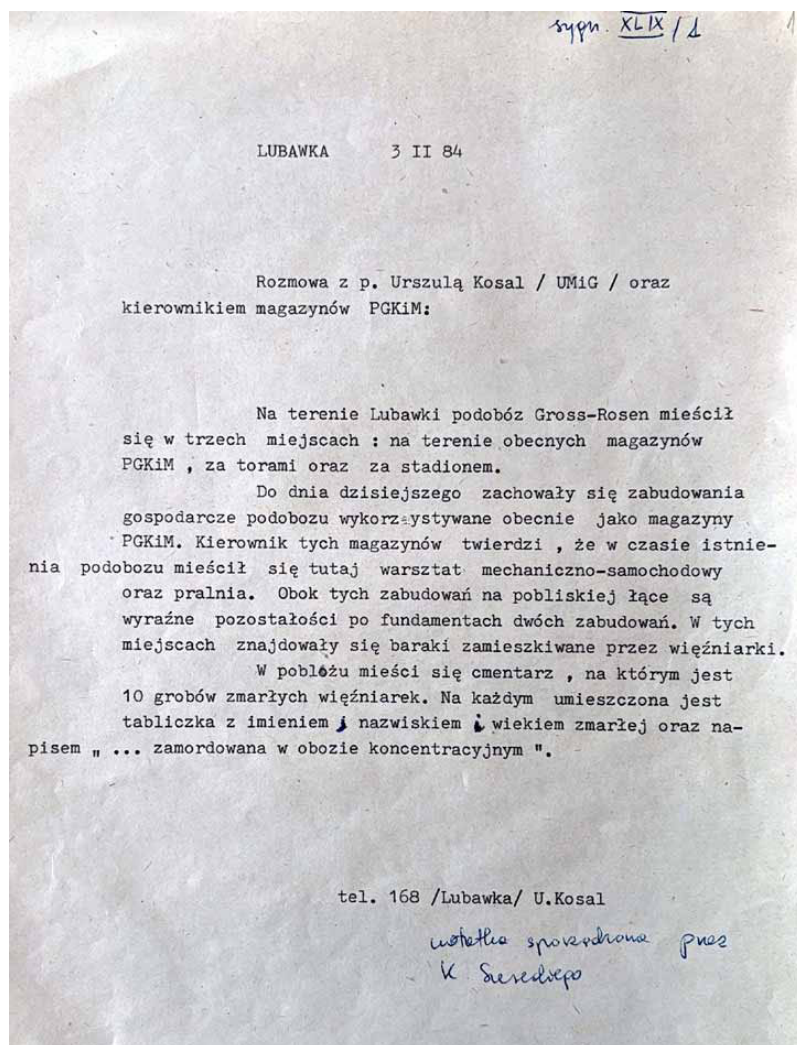 sygn. XLIX/1
1
LUBAWKA 3 II 84
Rozmowa z p. Urszulą Kosal / UMiG / oraz
kierownikiem magazynów PGKiM:
Na terenie Lubawki podobóz Gross-Rosen mieścił
się w trzech miejscach : na terenie obecnych magazynów
PGKiM , za torami oraz za stadionem.
Do dnia dzisiejszego zachowały się zabudowania
gospodarcze podobozu wykorzystywane obecnie jako magazyny
PGKiM. Kierownik tych magazynów twierdzi , że w czasie istnie-
nia podobozu mieścił się tutaj warsztat mechaniczno-samochodowy
oraz pralnia. Obok tych zabudowań na pobliskiej łące są
wyraźne pozostałości po fundamentach dwóch zabudowań. W tych
miejscach znajdowały się baraki zamieszkiwane przez więźniarki.
W pobliżu mieści się cmentarz , na którym jest
10 grobów zmarłych więźniarek. Na każdym umieszczona jest
tabliczka z imieniem i nazwiskiem i wiekiem zmarłej oraz na-
pisem „ ... zamordowana w obozie koncentracyjnym ".
tel. 168 /Lubawka/ U.Kosal
notatka sporządzona przez
K